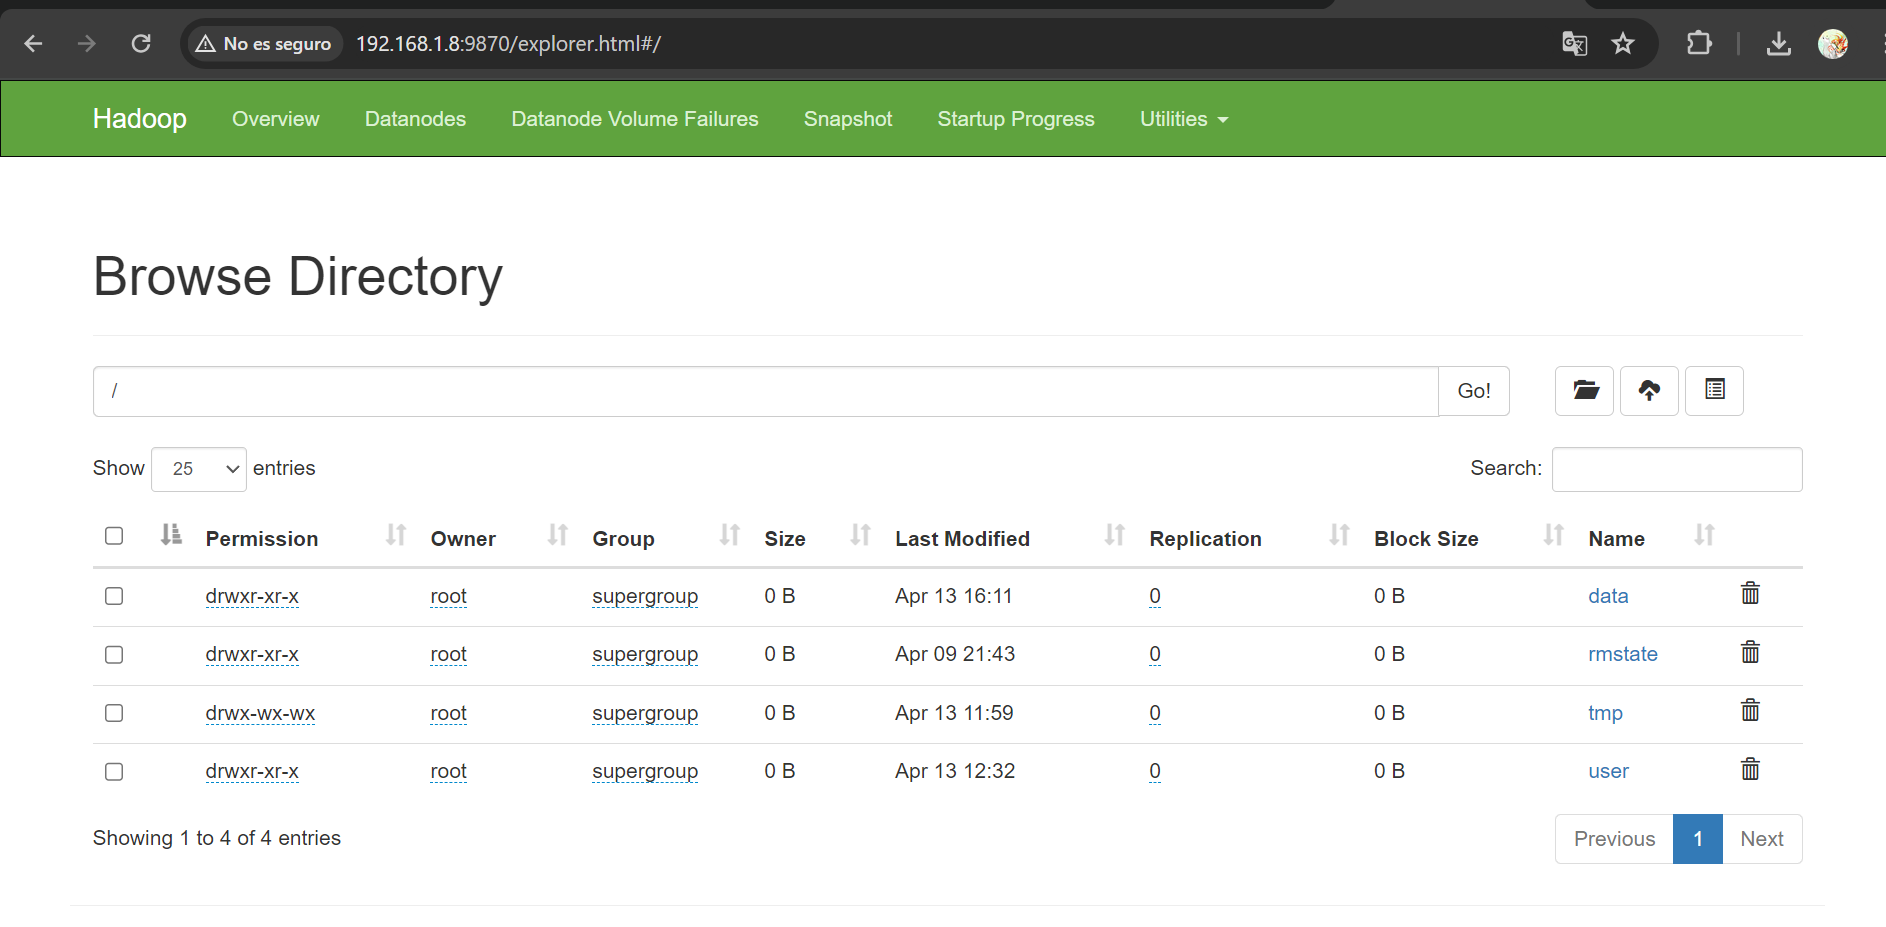 No es seguro 192.168.1.8:9870/explorer.html#/
Hadoop Overview Datanodes Datanode Volume Failures Snapshot Startup Progress Utilities
Browse Directory
/ Go!
Show 25 entries Search:
Permission Owner Group Size Last Modified Replication Block Size Name
drwxr-xr-x root supergroup 0 B Apr 13 16:11 0 0 B data
drwxr-xr-x root supergroup 0 B Apr 09 21:43 0 0 B rmstate
drwx-wx-wx root supergroup 0 B Apr 13 11:59 0 0 B tmp
drwxr-xr-x root supergroup 0 B Apr 13 12:32 0 0 B user
Showing 1 to 4 of 4 entries Previous 1 Next